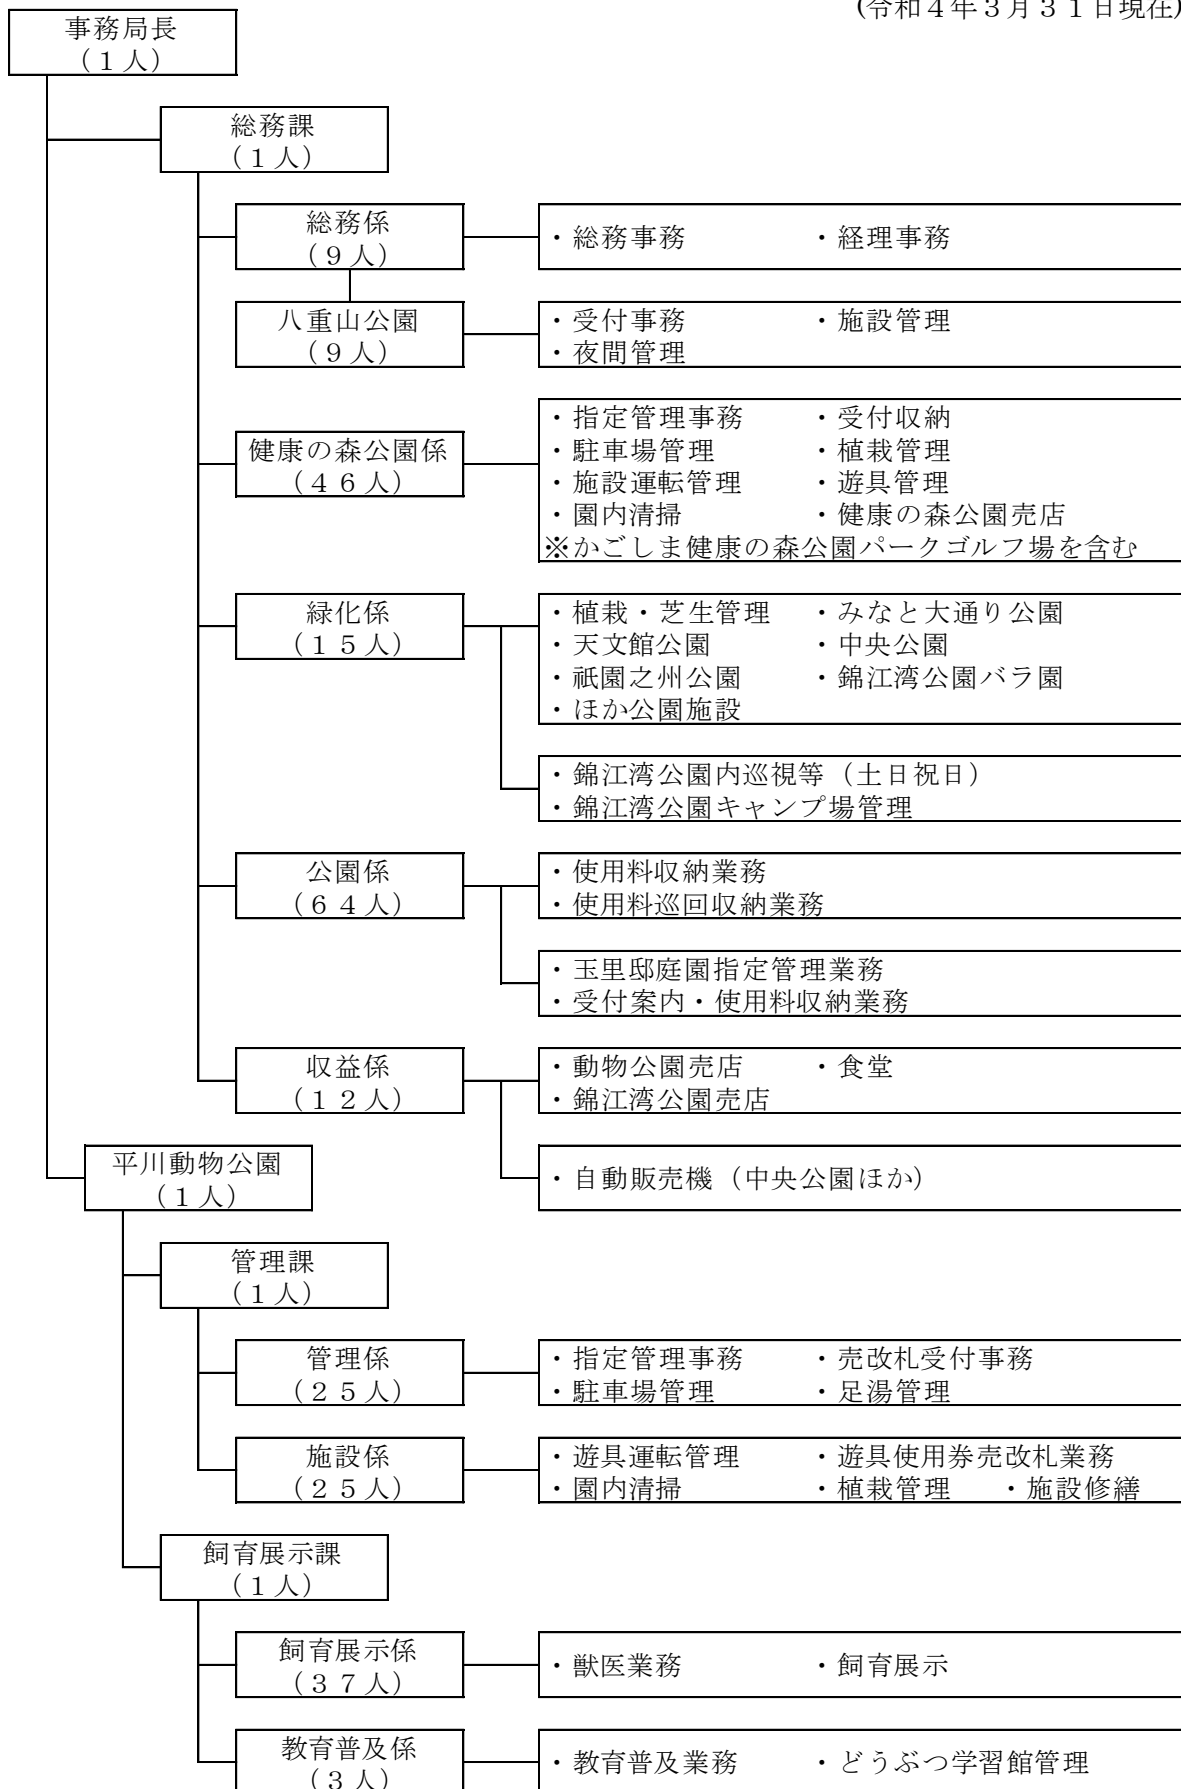 (令和４年３月３１日現在)
事務局長
（１人）
総務課
（１人）
総務係
（９人）
・総務事務　・経理事務
八重山公園
（９人）
・受付事務　・施設管理
・夜間管理
健康の森公園係
（４６人）
・指定管理事務　・受付収納
・駐車場管理　・植栽管理
・施設運転管理　・遊具管理
・園内清掃　・健康の森公園売店
※かごしま健康の森公園パークゴルフ場を含む
緑化係
（１５人）
・植栽・芝生管理　・みなと大通り公園
・天文館公園　・中央公園
・祇園之州公園　・錦江湾公園バラ園
・ほか公園施設
・錦江湾公園内巡視等（土日祝日）
・錦江湾公園キャンプ場管理
公園係
（６４人）
・使用料収納業務
・使用料巡回収納業務
・玉里邸庭園指定管理業務
・受付案内・使用料収納業務
収益係
（１２人）
・動物公園売店　・食堂
・錦江湾公園売店
・自動販売機（中央公園ほか）
平川動物公園
（１人）
管理課
（１人）
管理係
（２５人）
・指定管理事務　・売改札受付事務
・駐車場管理　・足湯管理
施設係
（２５人）
・遊具運転管理　・遊具使用券売改札業務
・園内清掃　・植栽管理　・施設修繕
飼育展示課
（１人）
飼育展示係
（３７人）
・獣医業務　・飼育展示
教育普及係
（３人）
・教育普及業務　・どうぶつ学習館管理